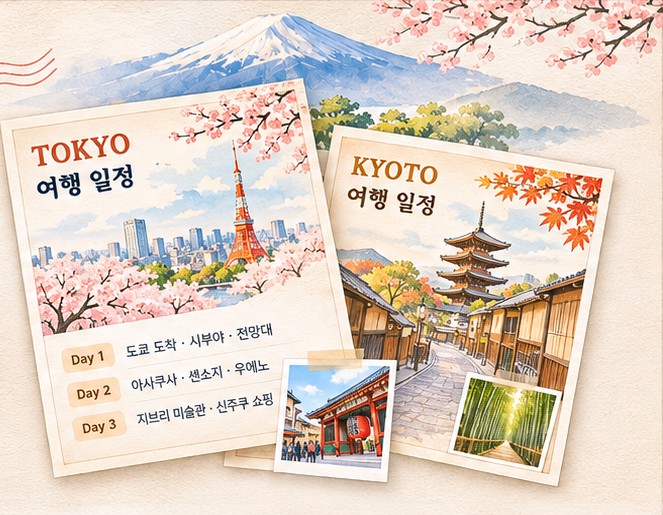 TOKYO
여행 일정
Day 1 도쿄 도착 · 시부야 · 전망대
Day 2 아사쿠사 · 센소지 · 우에노
Day 3 지브리 미술관 · 신주쿠 쇼핑
KYOTO
여행 일정